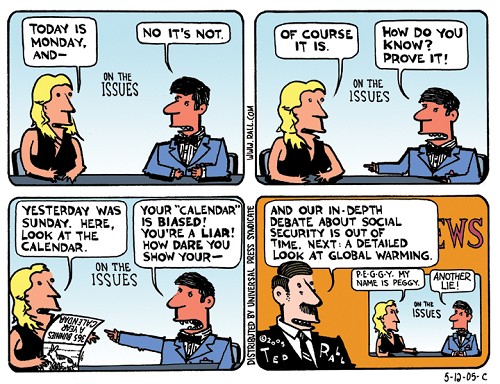 TODAY IS
MONDAY,
AND—
NO IT'S NOT.
ON THE
ISSUES
WWW.RALL.COM
OF COURSE
IT IS.
HOW DO YOU
KNOW?
PROVE IT!
ON THE
ISSUES
YESTERDAY WAS
SUNDAY. HERE,
LOOK AT THE
CALENDAR.
YOUR "CALENDAR"
IS BIASED!
YOU'RE A LIAR!
HOW DARE YOU
SHOW YOUR—
ON THE
ISSUES
365 BUNNIES
A YEAR
CALENDAR
DISTRIBUTED BY UNIVERSAL PRESS SYNDICATE
AND OUR IN-DEPTH
DEBATE ABOUT SOCIAL
SECURITY IS OUT OF
TIME. NEXT: A DETAILED
LOOK AT GLOBAL WARMING.
EWS
P-E-G-G-Y. MY
NAME IS PEGGY.
ANOTHER
LIE!
ON THE
ISSUES
©2005
TED RALL
5-12-05-C